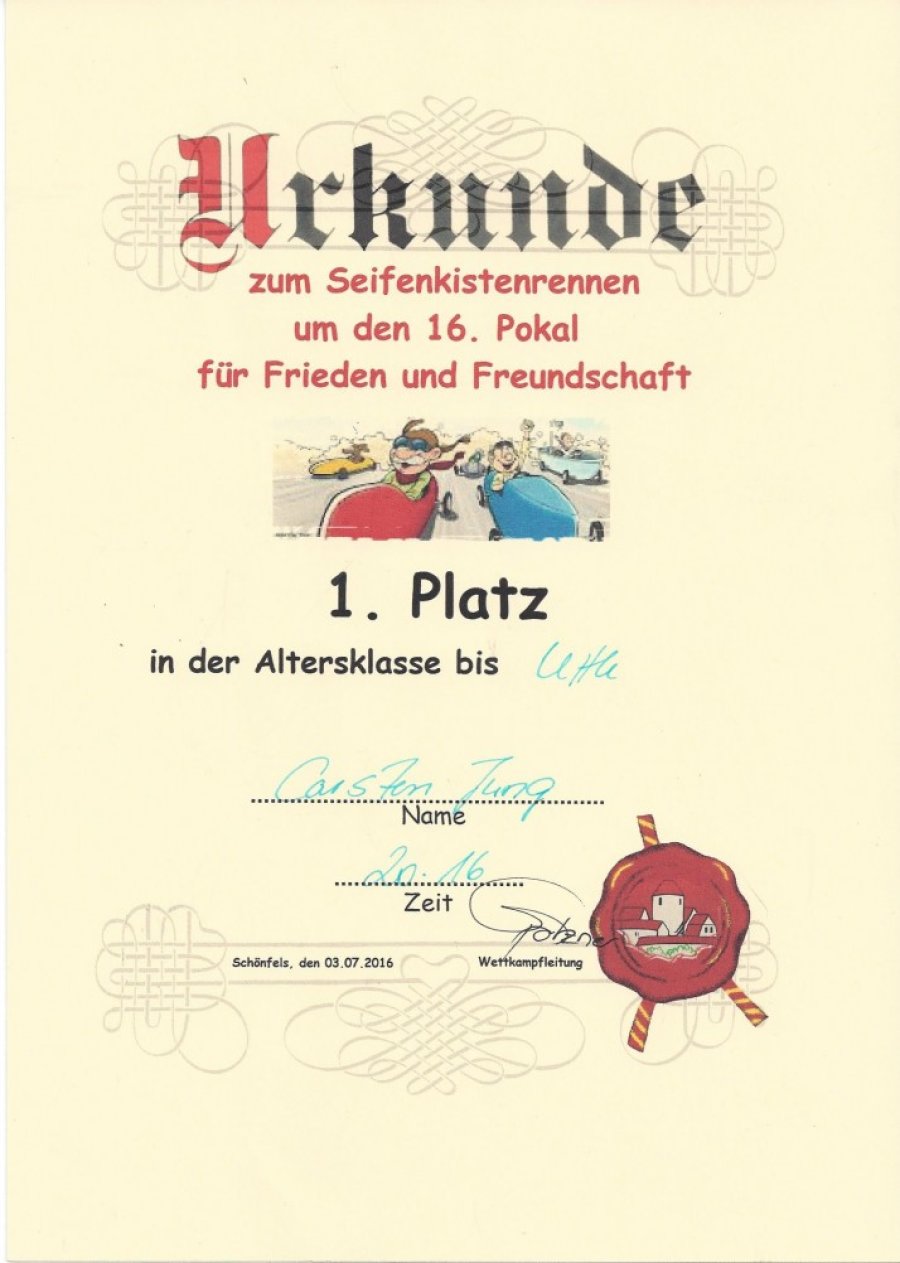 Urkunde
zum Seifenkistenrennen
um den 16. Pokal
für Frieden und Freundschaft
1. Platz
in der Altersklasse bis
Carsten Jung
Name
20.16
Zeit
Schönfels, den 03.07.2016 Wettkampfleitung